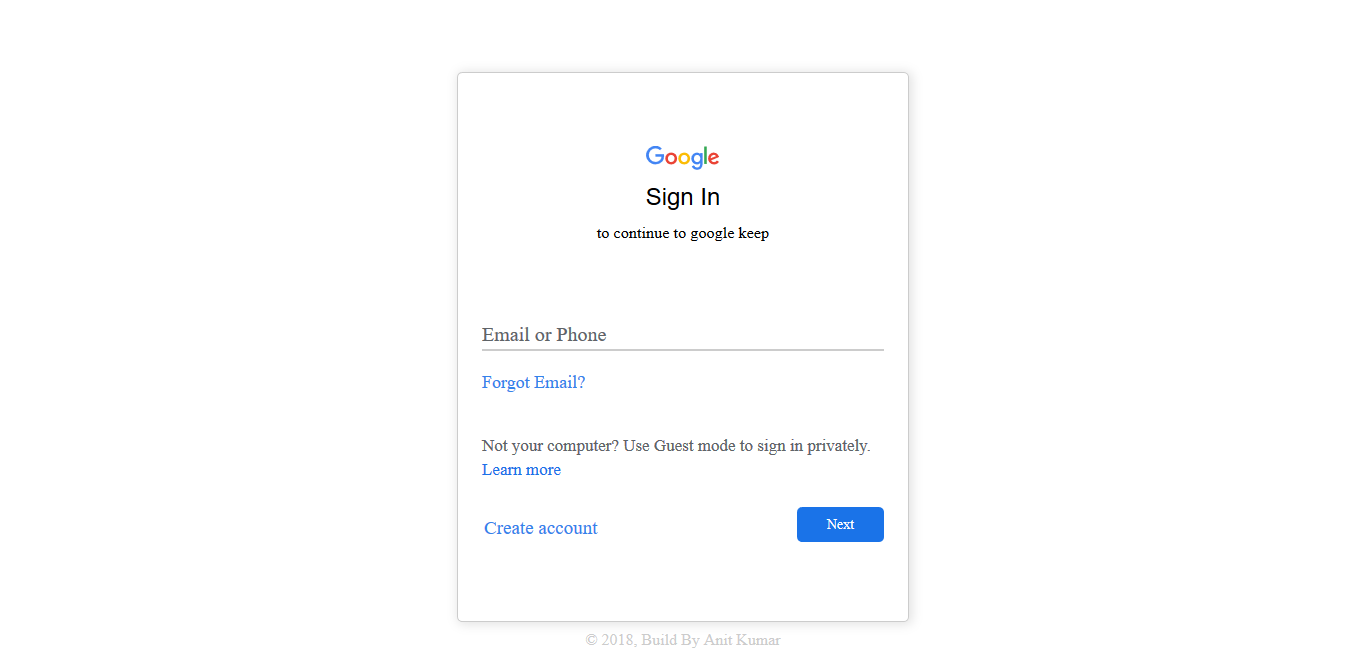 Google
Sign In
to continue to google keep
Email or Phone
Forgot Email?
Not your computer? Use Guest mode to sign in privately.
Learn more
Create account
Next
© 2018, Build By Anit Kumar